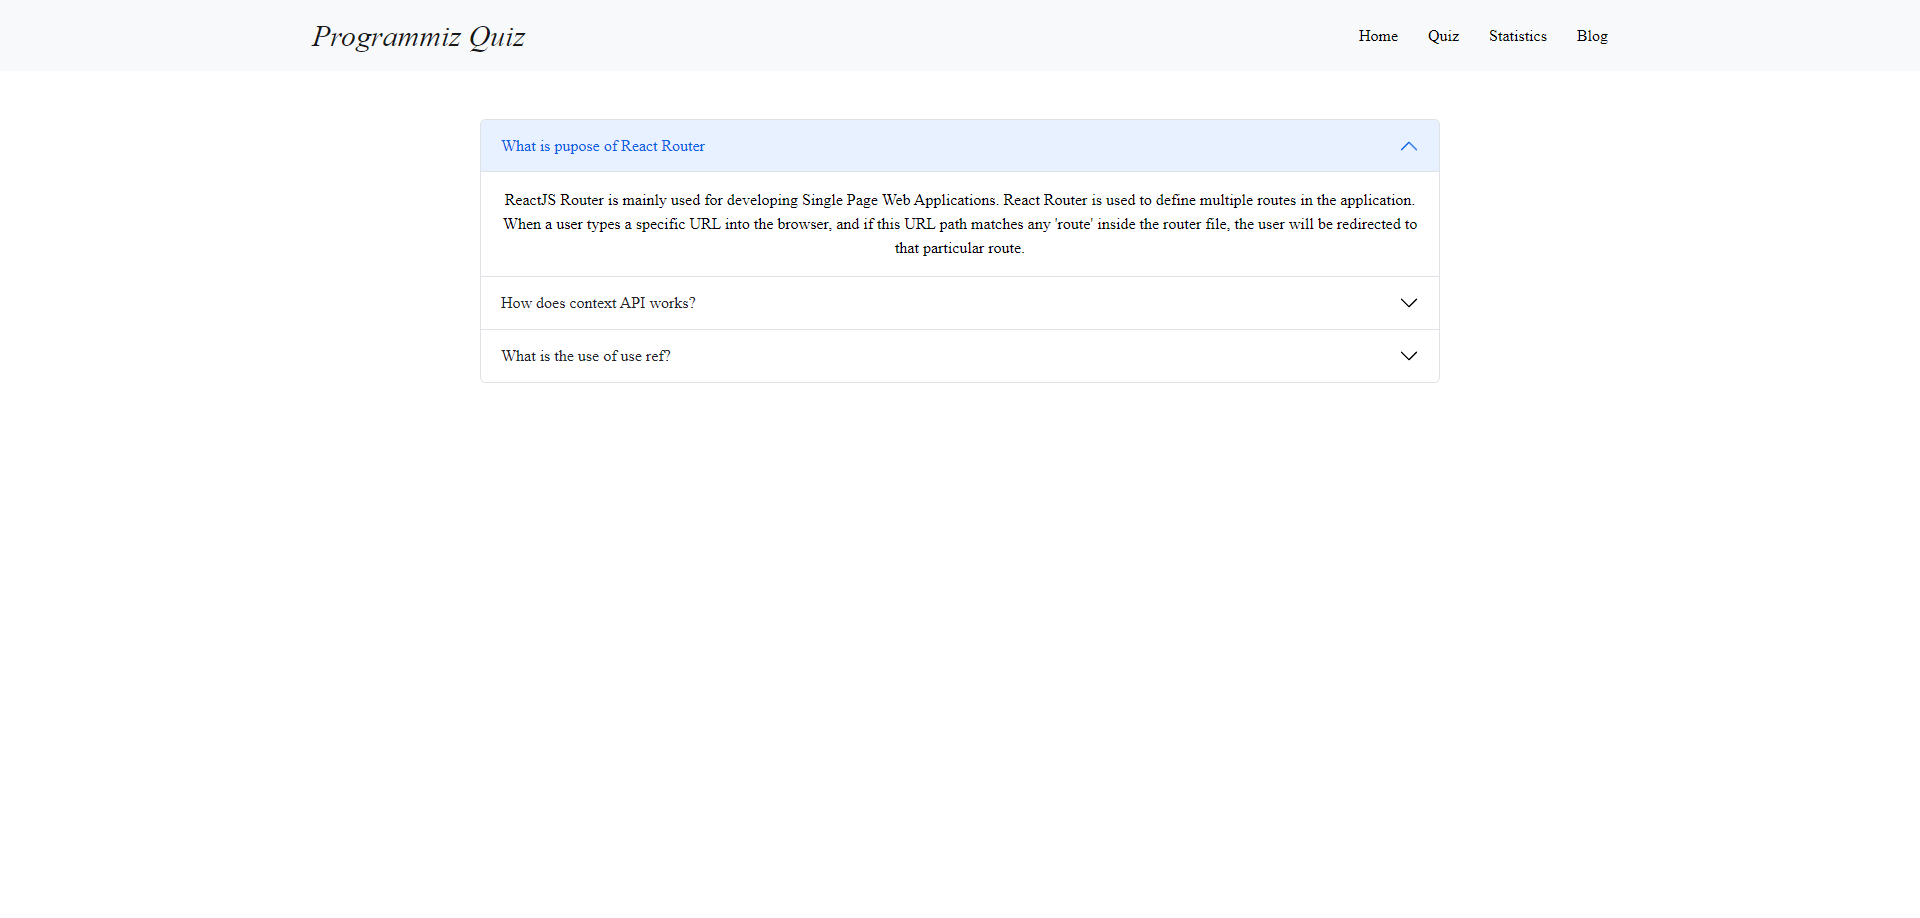 Programmiz Quiz
Home Quiz Statistics Blog
What is pupose of React Router
ReactJS Router is mainly used for developing Single Page Web Applications. React Router is used to define multiple routes in the application.
When a user types a specific URL into the browser, and if this URL path matches any 'route' inside the router file, the user will be redirected to
that particular route.
How does context API works?
What is the use of use ref?